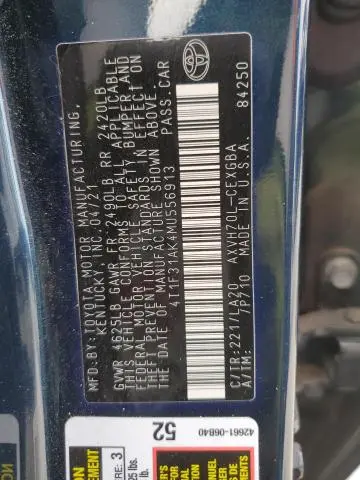 MFD.BY:TOYOTA MOTOR MANUFACTURING,
KENTUCKY, INC. 04/21
GVWR 4625LB GAWR FR 2490LB RR 2420LB
THIS VEHICLE CONFORMS TO ALL APPLICABLE
FEDERAL MOTOR VEHICLE SAFETY, BUMPER,AND
THEFT PREVENTION STANDARDS IN EFFECT ON
THE DATE OF MANUFACTURE SHOWN ABOVE.
4T1F31AK4MU556913 PASS.CAR
C/TR:221/LA20 AXVH70L-CEXGBA
A/TM: 7B710 MADE IN U.S.A. 84250
52
42661-06B40